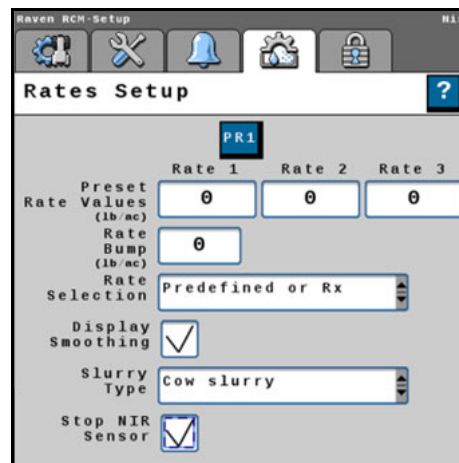 Raven RCM-Setup
Rates Setup
?
PR1
Rate 1 Rate 2 Rate 3
Preset
Rate Values
(lb/ac)
0 0 0
Rate
Bump
(lb/ac)
0
Rate
Selection
Predefined or Rx
Display
Smoothing
Slurry
Type
Cow slurry
Stop NIR
Sensor